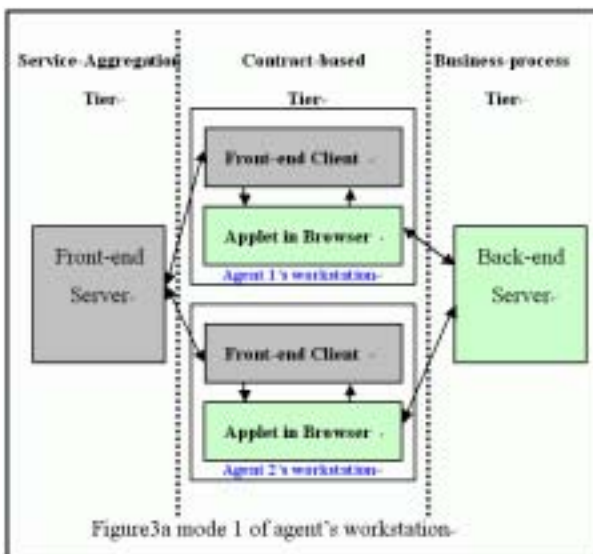 Service-Aggregation Contract-based Business-process
Tier Tier Tier
Front-end Client
Applet in Browser
Agent 1's workstation
Front-end
Server
Back-end
Server
Front-end Client
Applet in Browser
Agent 2's workstation
Figure3a mode 1 of agent's workstation